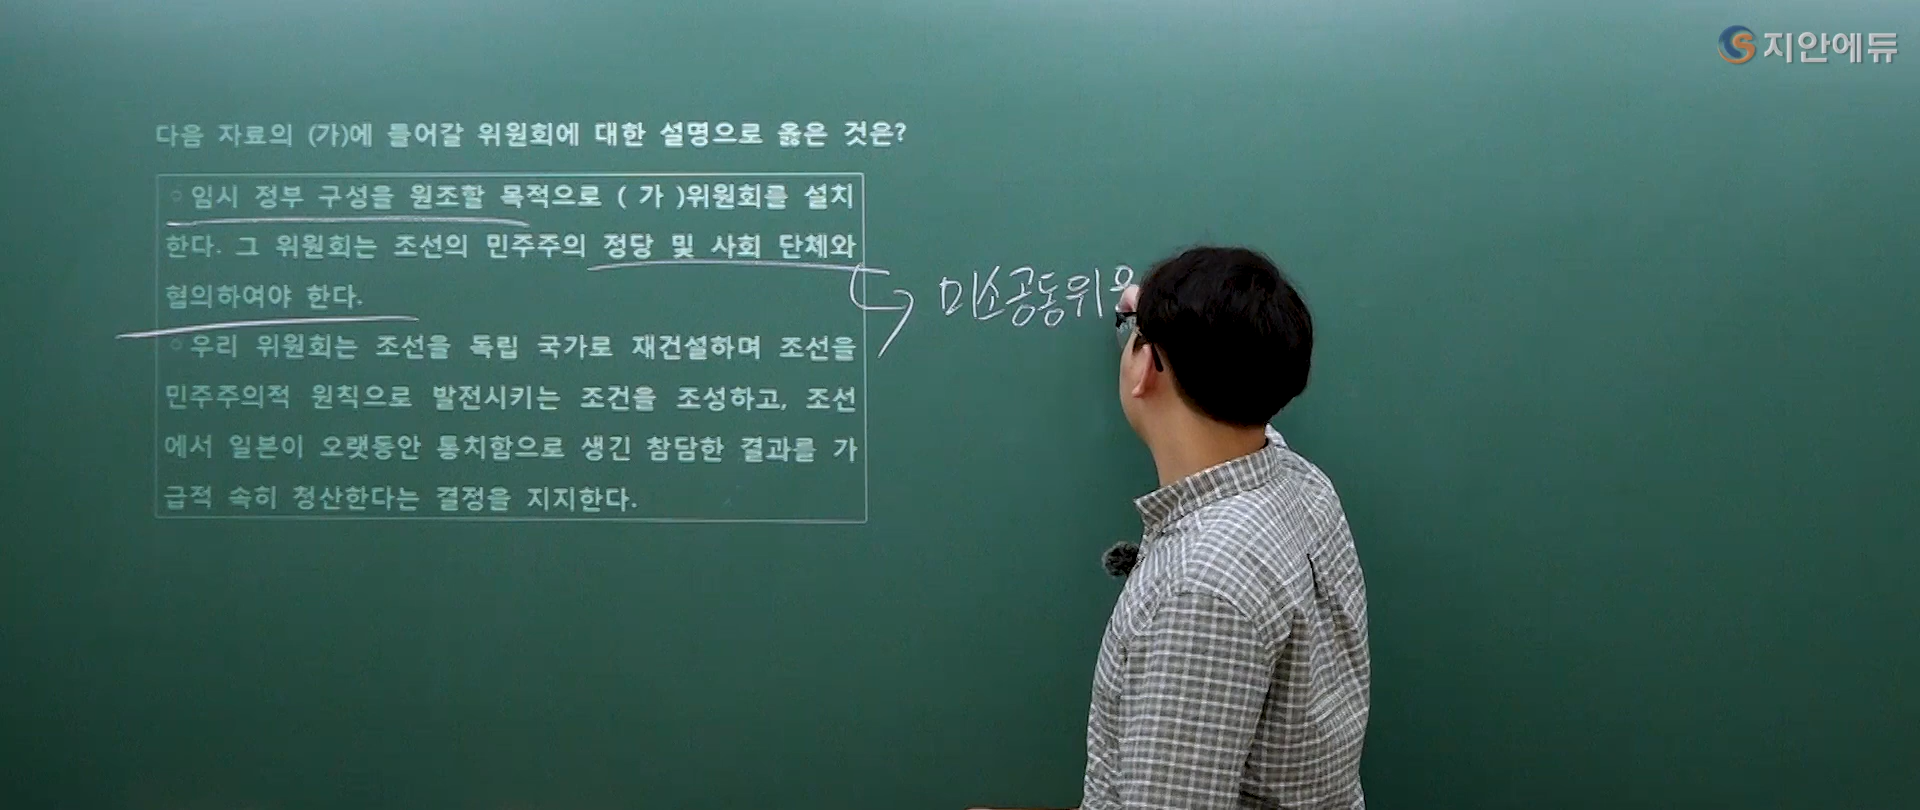 지안에듀
다음 자료의 (가)에 들어갈 위원회에 대한 설명으로 옳은 것은?
○임시 정부 구성을 원조할 목적으로 ( 가 )위원회를 설치
한다. 그 위원회는 조선의 민주주의 정당 및 사회 단체와
협의하여야 한다.
미소공동위
○우리 위원회는 조선을 독립 국가로 재건설하며 조선을
민주주의적 원칙으로 발전시키는 조건을 조성하고, 조선
에서 일본이 오랫동안 통치함으로 생긴 참담한 결과를 가
급적 속히 청산한다는 결정을 지지한다.